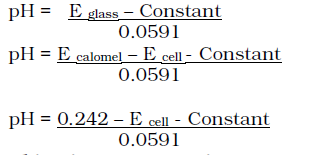 pH = E glass – Constant
0.0591
pH = E calomel – E cell - Constant
0.0591
pH = 0.242 – E cell - Constant
0.0591